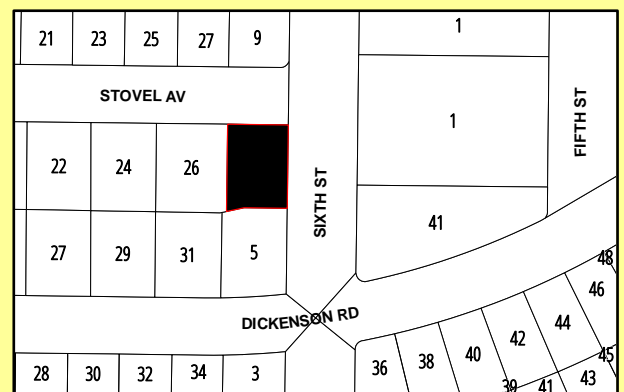 21 23 25 27 9 1
STOVEL AV
FIFTH ST
1
22 24 26
SIXTH ST
41
27 29 31 5
48
46
DICKENSON RD
44
42
40
38
36
45
43
41
39
28 30 32 34 3